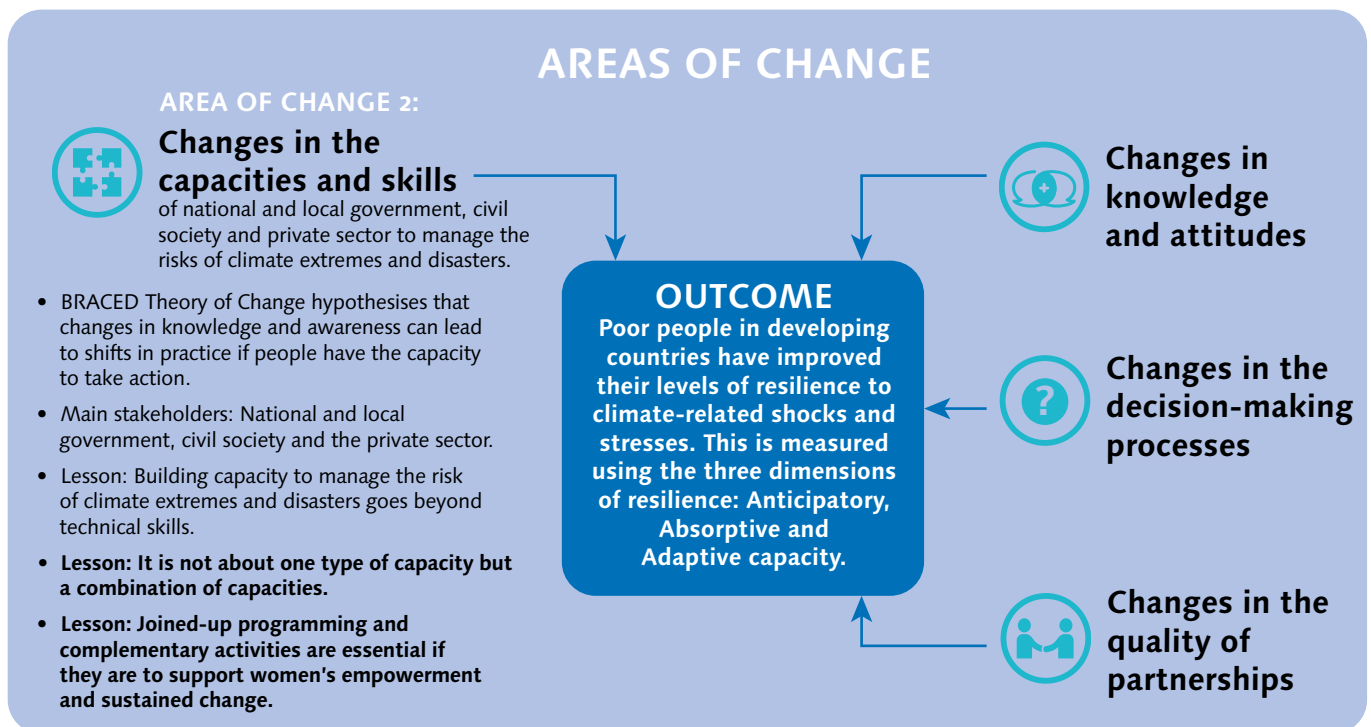 AREAS OF CHANGE
AREA OF CHANGE 2:
Changes in the
capacities and skills
of national and local government, civil
society and private sector to manage the
risks of climate extremes and disasters.
• BRACED Theory of Change hypothesises that
changes in knowledge and awareness can lead
to shifts in practice if people have the capacity
to take action.
• Main stakeholders: National and local
government, civil society and the private sector.
• Lesson: Building capacity to manage the risk
of climate extremes and disasters goes beyond
technical skills.
• Lesson: It is not about one type of capacity but
a combination of capacities.
• Lesson: Joined-up programming and
complementary activities are essential if
they are to support women's empowerment
and sustained change.
OUTCOME
Poor people in developing
countries have improved
their levels of resilience to
climate-related shocks and
stresses. This is measured
using the three dimensions
of resilience: Anticipatory,
Absorptive and
Adaptive capacity.
Changes in
knowledge
and attitudes
?
Changes in the
decision-making
processes
Changes in the
quality of
partnerships